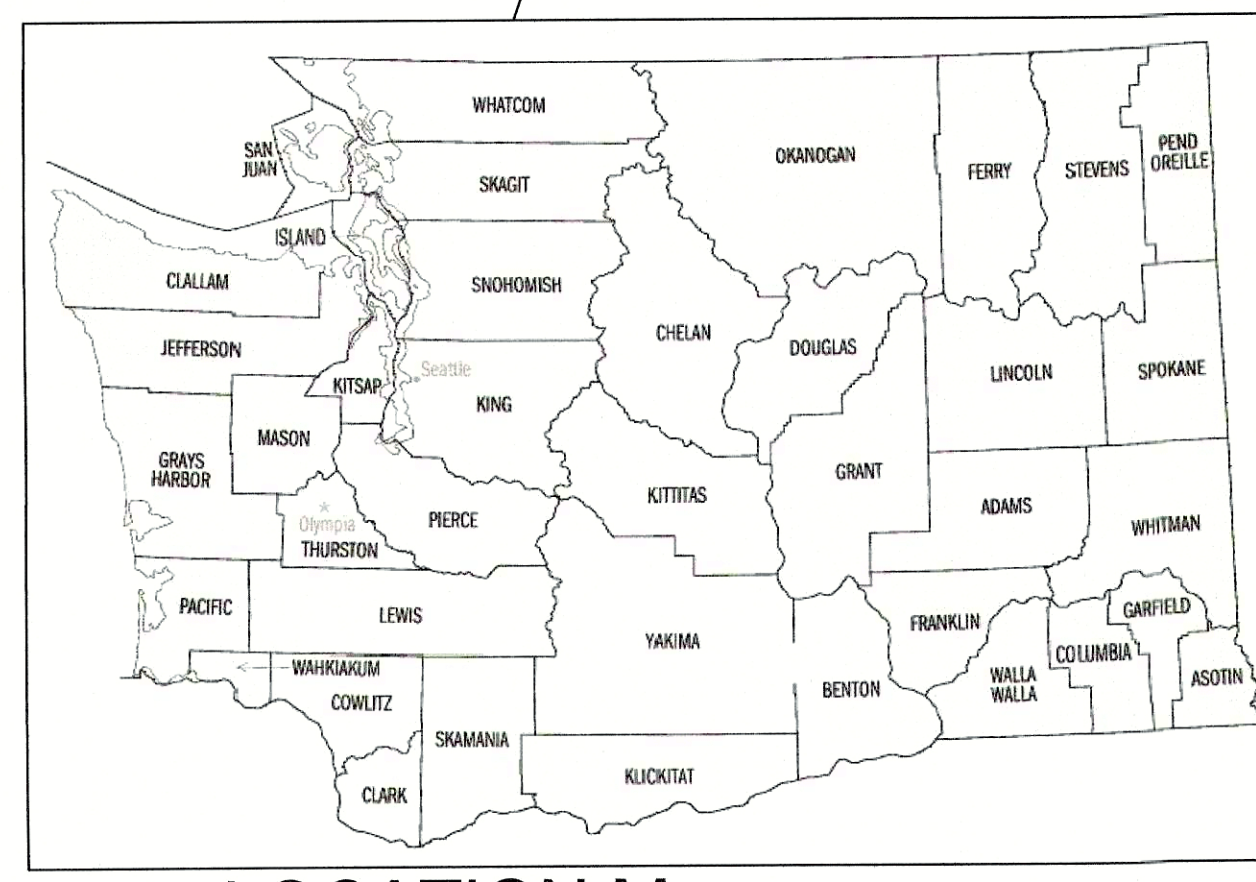 WHATCOM
SAN
JUAN
SKAGIT
OKANOGAN
FERRY
STEVENS
PEND
OREILLE
ISLAND
CLALLAM
SNOHOMISH
JEFFERSON
CHELAN
DOUGLAS
LINCOLN
SPOKANE
KITSAP
Seattle
KING
MASON
GRAYS
HARBOR
KITTITAS
GRANT
ADAMS
WHITMAN
Olympia
THURSTON
PIERCE
PACIFIC
LEWIS
YAKIMA
FRANKLIN
GARFIELD
COLUMBIA
WAHKIAKUM
COWLITZ
BENTON
WALLA
WALLA
ASOTIN
SKAMANIA
KLICKITAT
CLARK